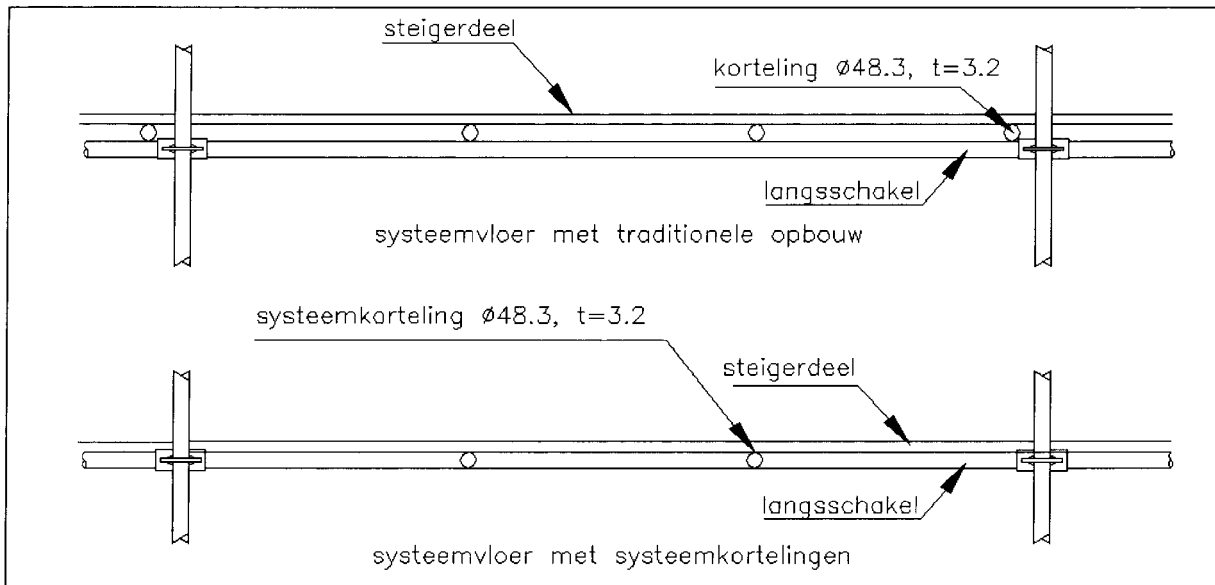 steigerdeel
korteling ø48.3, t=3.2
langsschakel
systeemvloer met traditionele opbouw
systeemkorteling ø48.3, t=3.2
steigerdeel
langsschakel
systeemvloer met systeemkortelingen